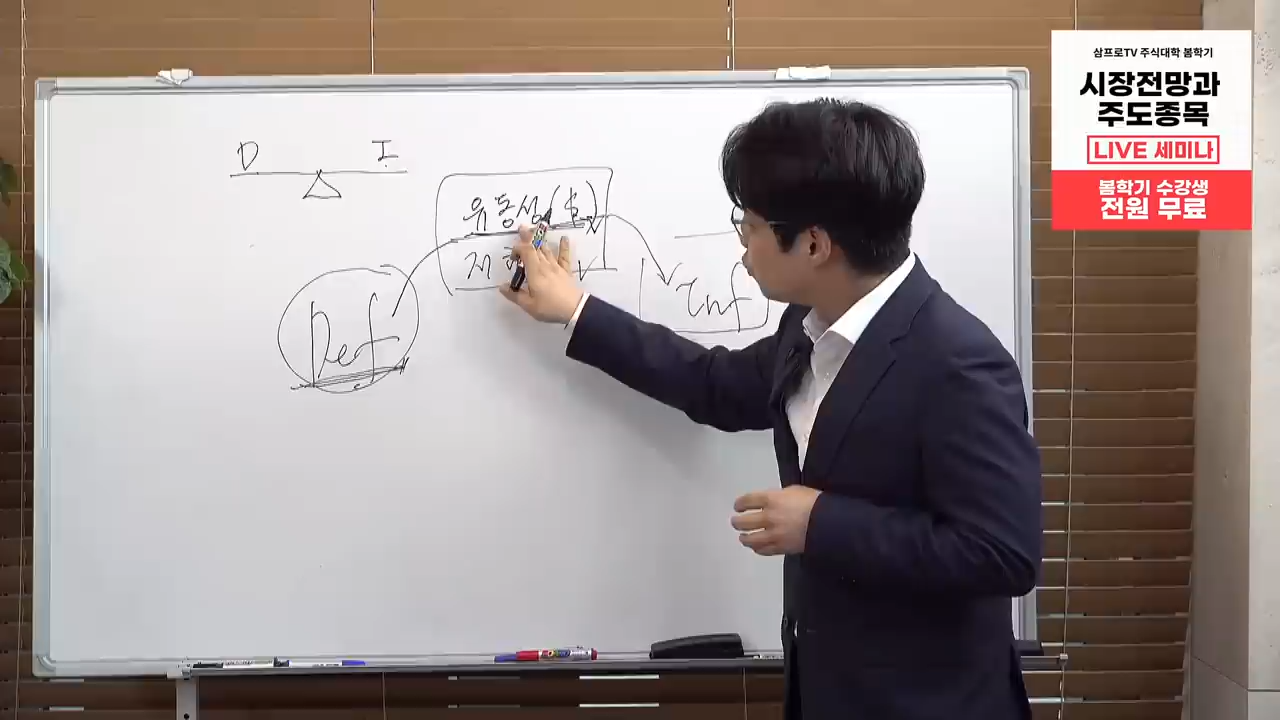 D
I
유동성($)
Def
Inf
삼프로TV 주식대학 봄학기
시장전망과
주도종목
LIVE 세미나
봄학기 수강생
전원 무료